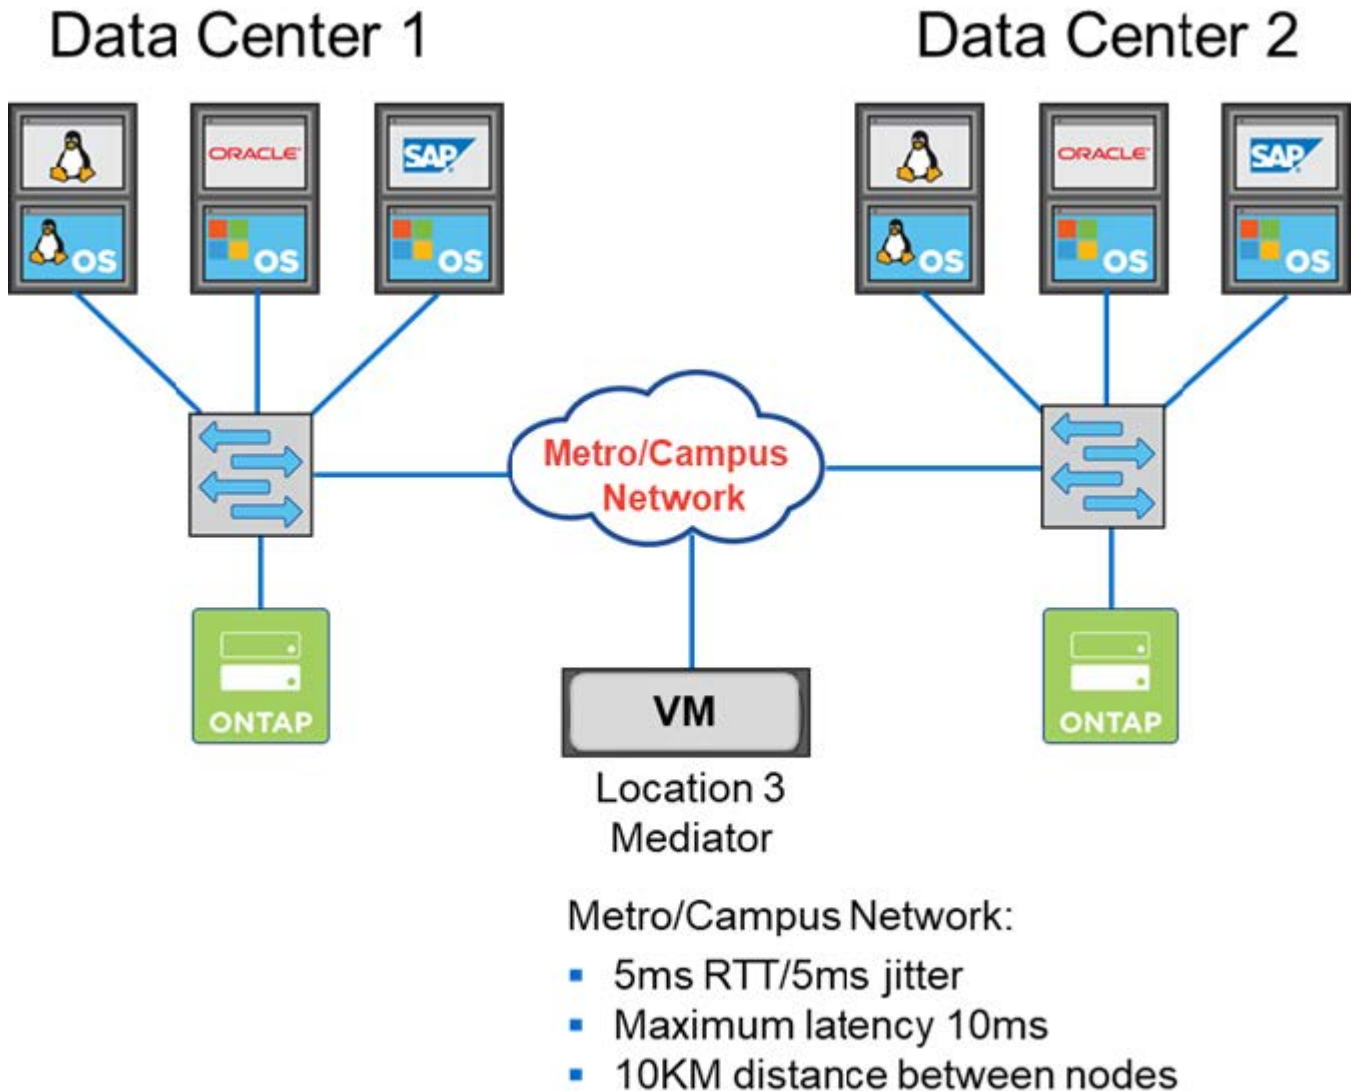 Data Center 1
Data Center 2
ORACLE
SAP
OS
OS
OS
ORACLE
SAP
OS
OS
OS
Metro/Campus
Network
ONTAP
ONTAP
VM
Location 3
Mediator
Metro/Campus Network:
▪ 5ms RTT/5ms jitter
▪ Maximum latency 10ms
▪ 10KM distance between nodes